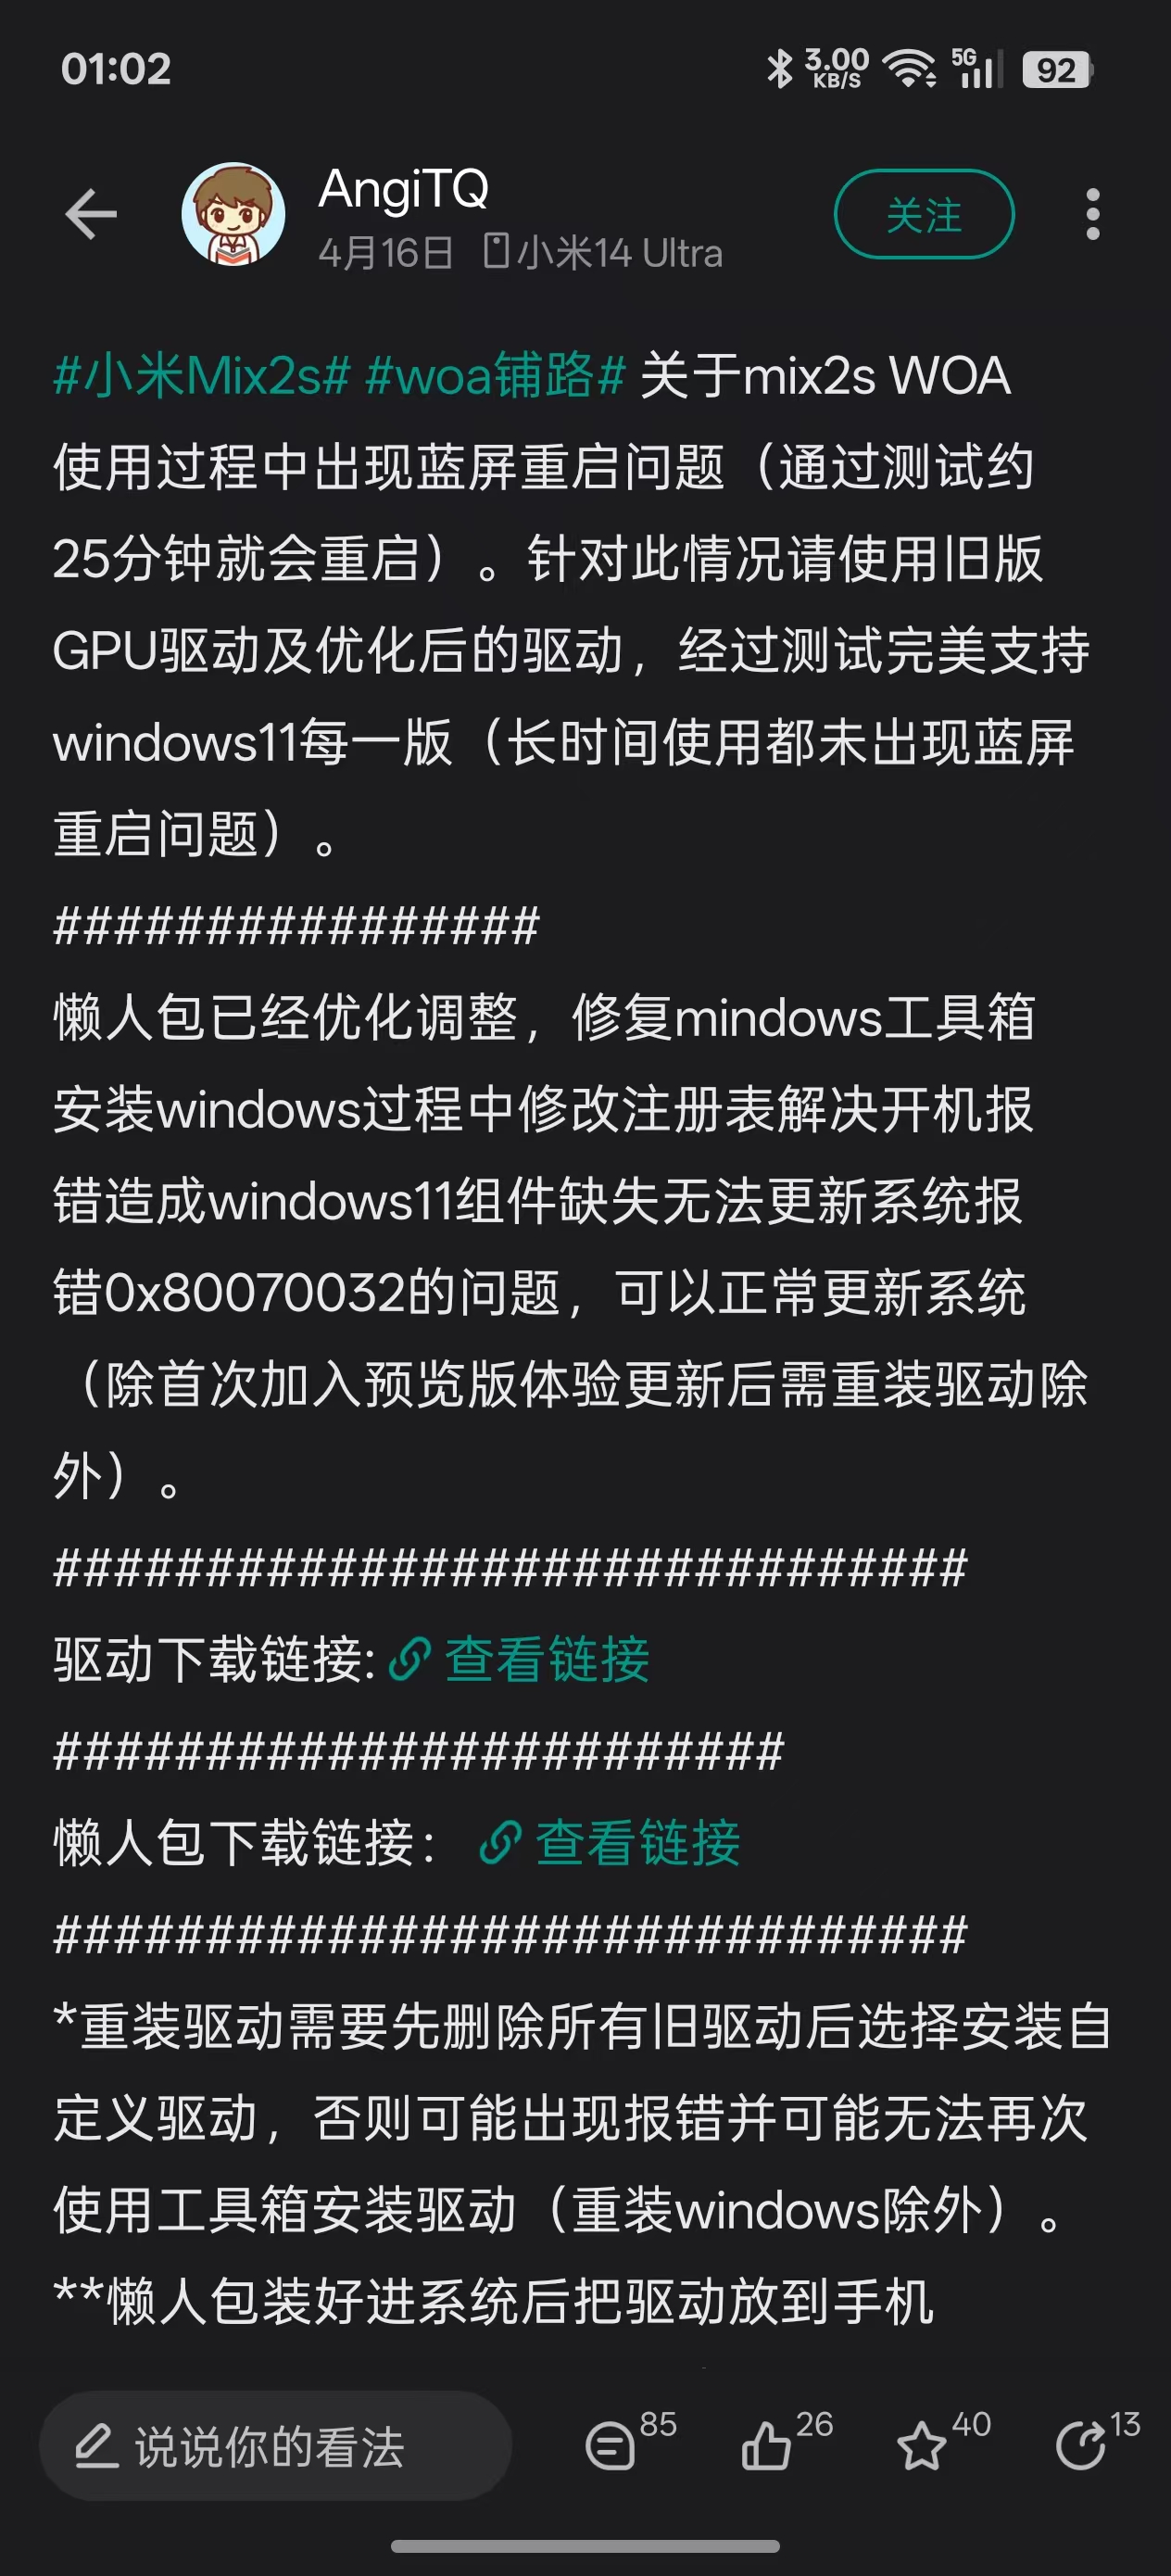 01:02
3.00 KB/S 5G 92
AngiTQ
4月16日 小米14 Ultra
关注
#小米Mix2s# #woa铺路# 关于mix2s WOA
使用过程中出现蓝屏重启问题（通过测试约
25分钟就会重启）。针对此情况请使用旧版
GPU驱动及优化后的驱动，经过测试完美支持
windows11每一版（长时间使用都未出现蓝屏
重启问题）。
################
懒人包已经优化调整，修复mindows工具箱
安装windows过程中修改注册表解决开机报
错造成windows11组件缺失无法更新系统报
错0x80070032的问题，可以正常更新系统
（除首次加入预览版体验更新后需重装驱动除
外）。
##############################
驱动下载链接:查看链接
########################
懒人包下载链接： 查看链接
##############################
*重装驱动需要先删除所有旧驱动后选择安装自
定义驱动，否则可能出现报错并可能无法再次
使用工具箱安装驱动（重装windows除外）。
**懒人包装好进系统后把驱动放到手机
说说你的看法
85
26
40
13